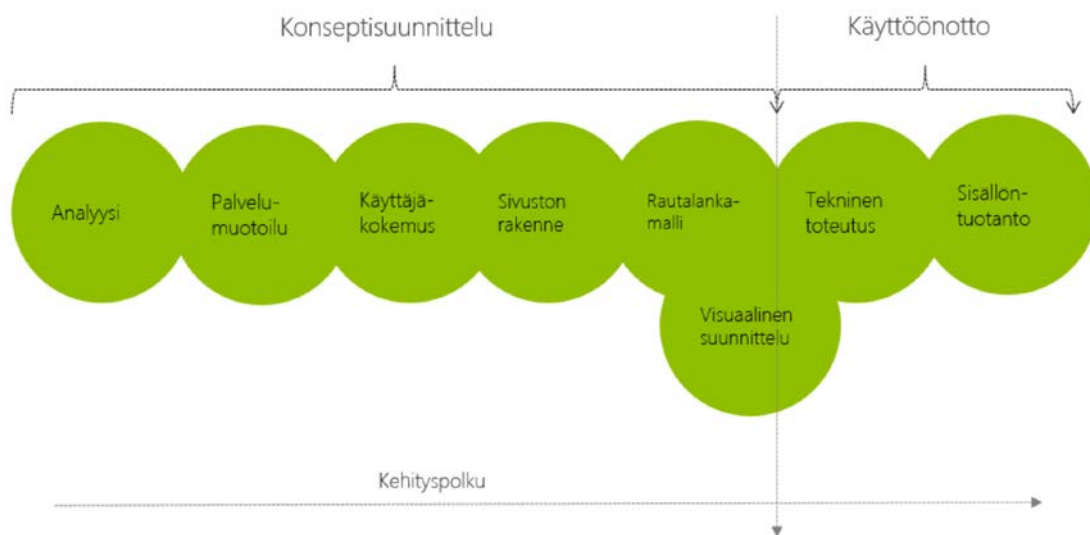 Konseptisuunnittelu
Käyttöönotto
Analyysi
Palvelu-
muotoilu
Käyttäjä-
kokemus
Sivuston
rakenne
Rautalanka-
malli
Tekninen
toteutus
Sisällön-
tuotanto
Visuaalinen
suunnittelu
Kehityspolku